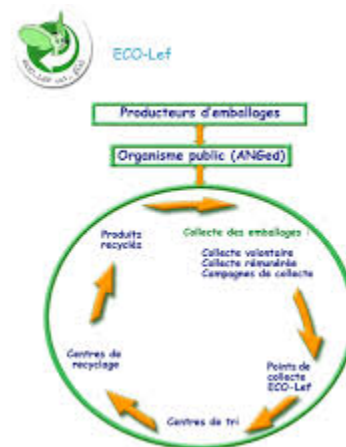 ECO-Lef
Producteurs d'emballages
Organisme public (ANGed)
Collecte des emballages :
Collecte volontaire
Collecte rémunérée
Campagnes de collecte
Produits
recyclés
Points de
collecte
ECO-Lef
Centres de
recyclage
Centres de tri